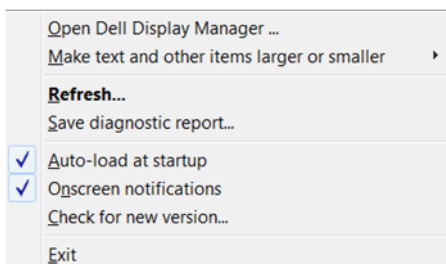 Open Dell Display Manager ...
Make text and other items larger or smaller
Refresh...
Save diagnostic report...
Auto-load at startup
Onscreen notifications
Check for new version...
Exit